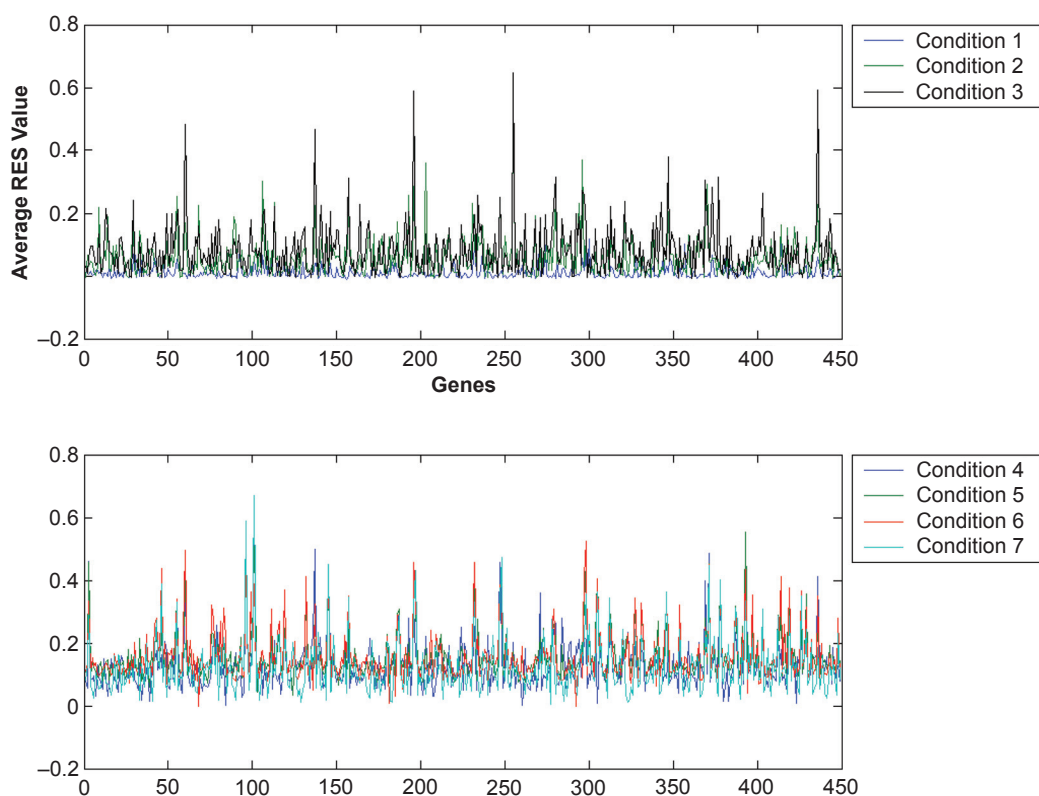 0.8
0.6
0.4
0.2
0.0
–0.2
Average RES Value
0 50 100 150 200 250 300 350 400 450
Genes
Condition 1
Condition 2
Condition 3
0.8
0.6
0.4
0.2
0
–0.2
0 50 100 150 200 250 300 350 400 450
Condition 4
Condition 5
Condition 6
Condition 7